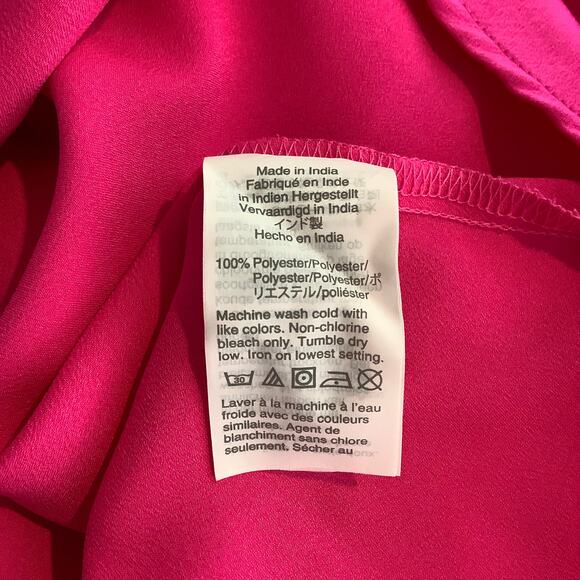 Made in India
Fabriqué en Inde
in Indien Hergestellt
Vervaardigd in India
インド製
Hecho en India
100% Polyester/Polyester/
Polyester/Polyester/ポ
リエステル/poliéster
Machine wash cold with
like colors. Non-chlorine
bleach only. Tumble dry
low. Iron on lowest setting.
30
Laver à la machine à l'eau
froide avec des couleurs
similaires. Agent de
blanchiment sans chlore
seulement. Sécher au